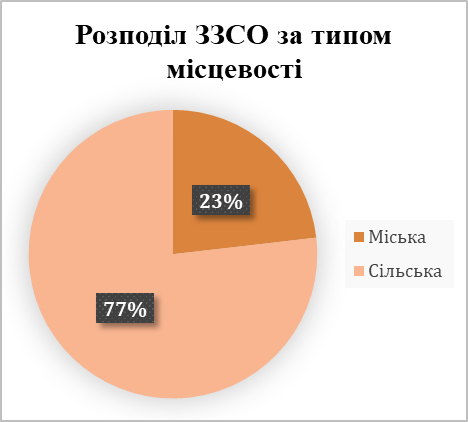 Розподіл ЗЗСО за типом
місцевості
23%
77%
Міська
Сільська